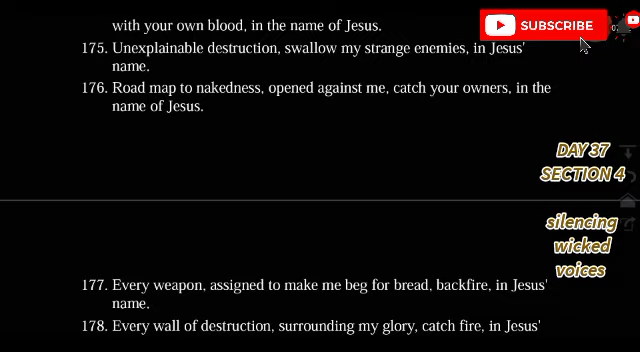 with your own blood, in the name of Jesus.
SUBSCRIBE
175. Unexplainable destruction, swallow my strange enemies, in Jesus'
name.
176. Road map to nakedness, opened against me, catch your owners, in the
name of Jesus.
DAY 37
SECTION 4
silencing
wicked
voices
177. Every weapon, assigned to make me beg for bread, backfire, in Jesus'
name.
178. Every wall of destruction, surrounding my glory, catch fire, in Jesus'